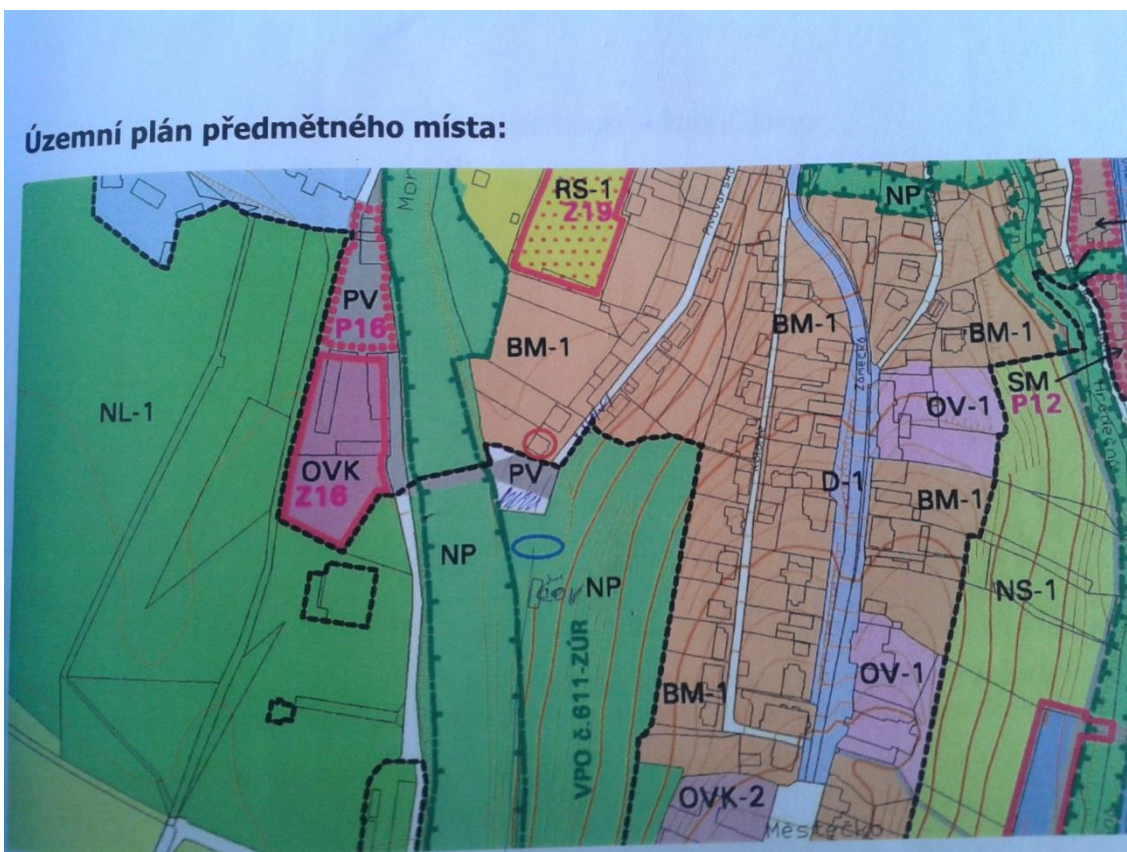 Územní plán předmětného místa:
RS-1
Z19
NP
PV
P16
BM-1
BM-1
BM-1
NL-1
SM
P12
OV-1
Zámecká
OVK
Z16
PV
D-1
BM-1
NP
ČOV
NP
NS-1
VPO č.611-ZÚR
OV-1
BM-1
OVK-2
Městečko